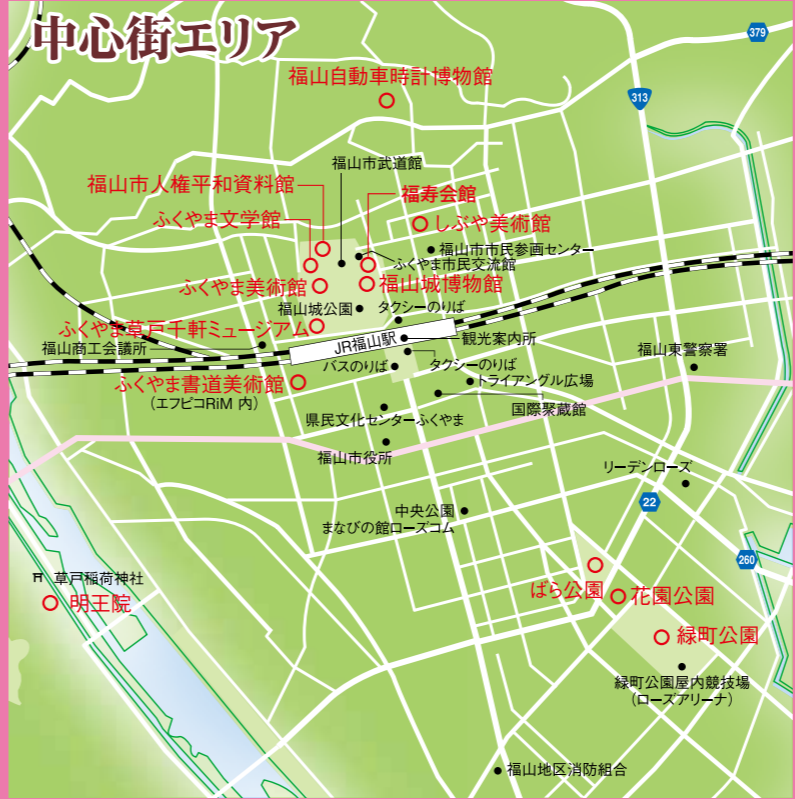 中心街エリア
379
313
福山自動車時計博物館
福山市武道館
福山市人権平和資料館
福寿会館
ふくやま文学館
しぶや美術館
福山市市民参画センター
ふくやま市民交流館
ふくやま美術館
福山城博物館
福山城公園
タクシーのりば
ふくやま草戸千軒ミュージアム
福山商工会議所
JR福山駅
観光案内所
福山東警察署
バスのりば
タクシーのりば
トライアングル広場
ふくやま書道美術館
(エフピコRiM 内)
国際聚蔵館
県民文化センターふくやま
福山市役所
リーデンローズ
22
中央公園
まなびの館ローズコム
260
草戸稲荷神社
明王院
ばら公園
花園公園
緑町公園
緑町公園屋内競技場
(ローズアリーナ)
福山地区消防組合